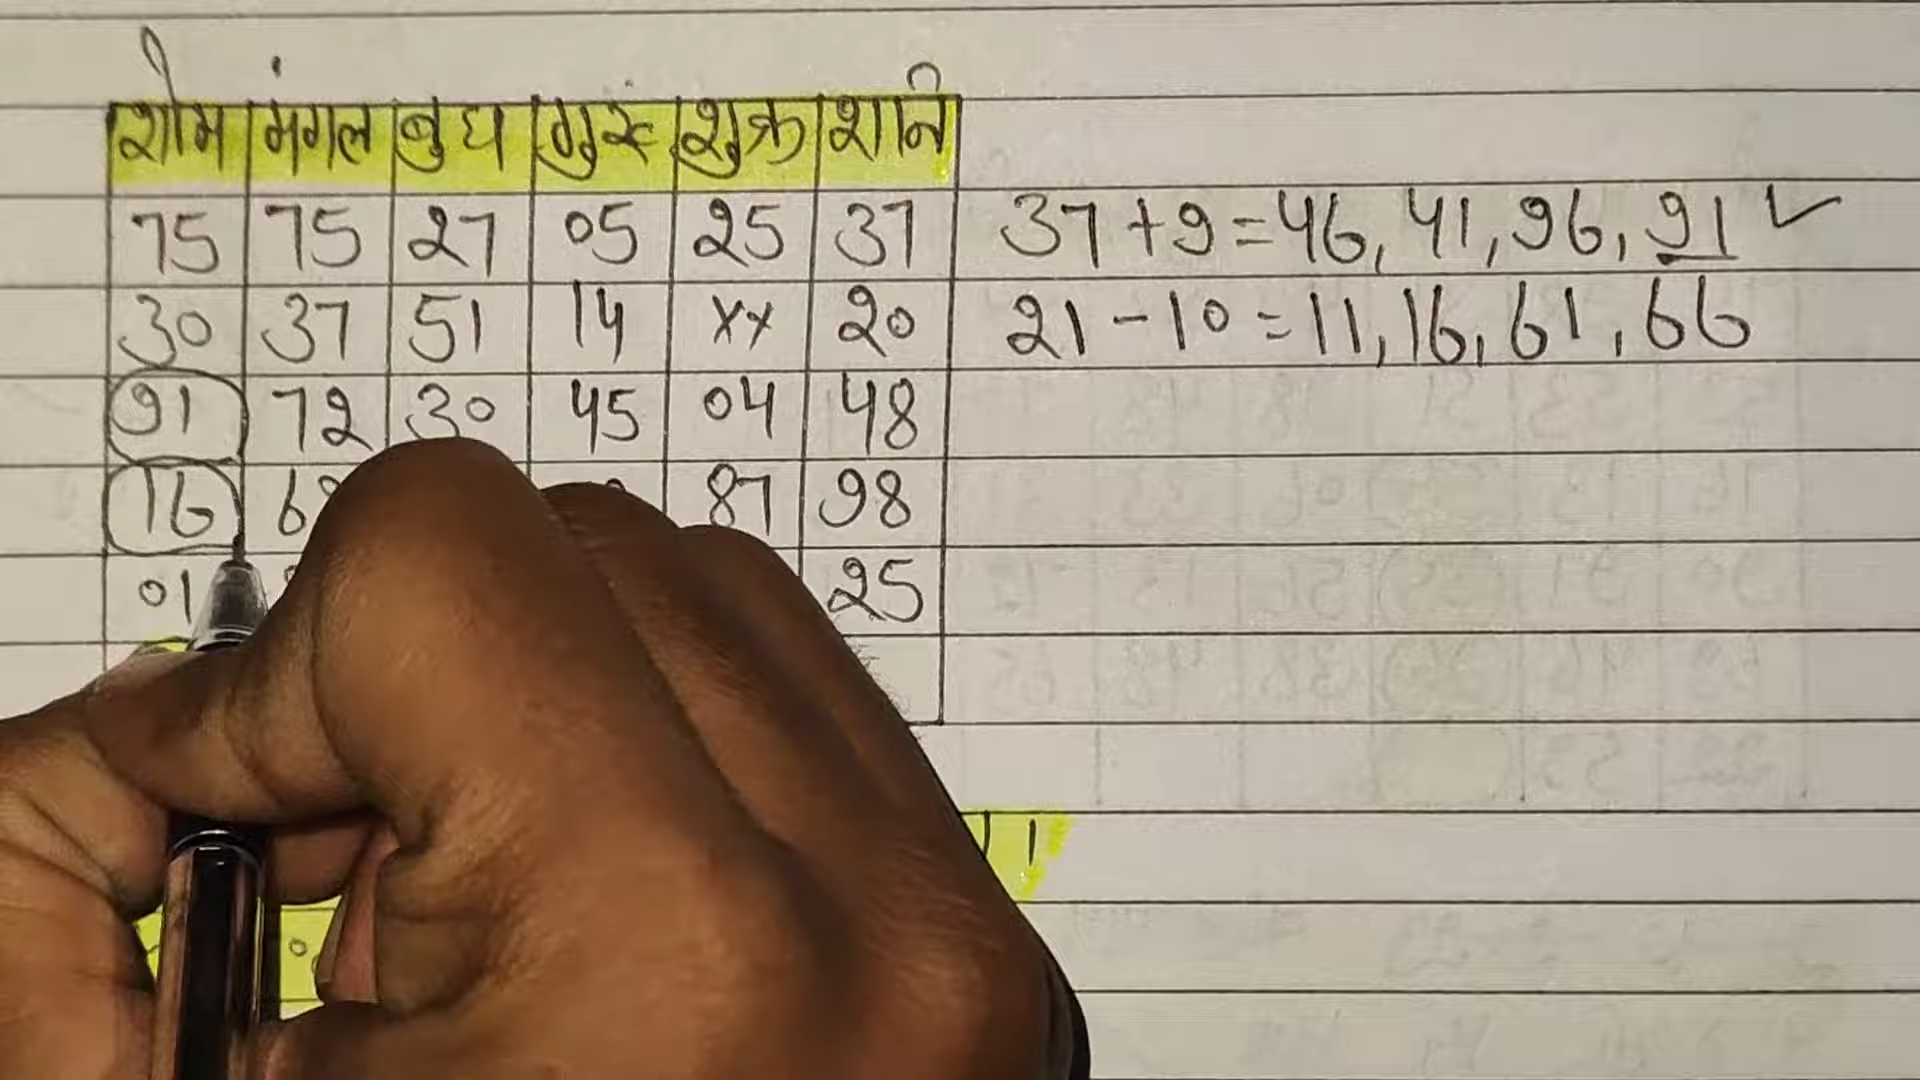 शोम मंगल बुध गुरू शुक्र शनि
75 75 27 05 25 37 37+9=46, 41, 96, 91 ✓
30 37 51 14 xx 20 21-10=11, 16, 61, 66
91 72 30 45 04 48
16 87 98
01 25